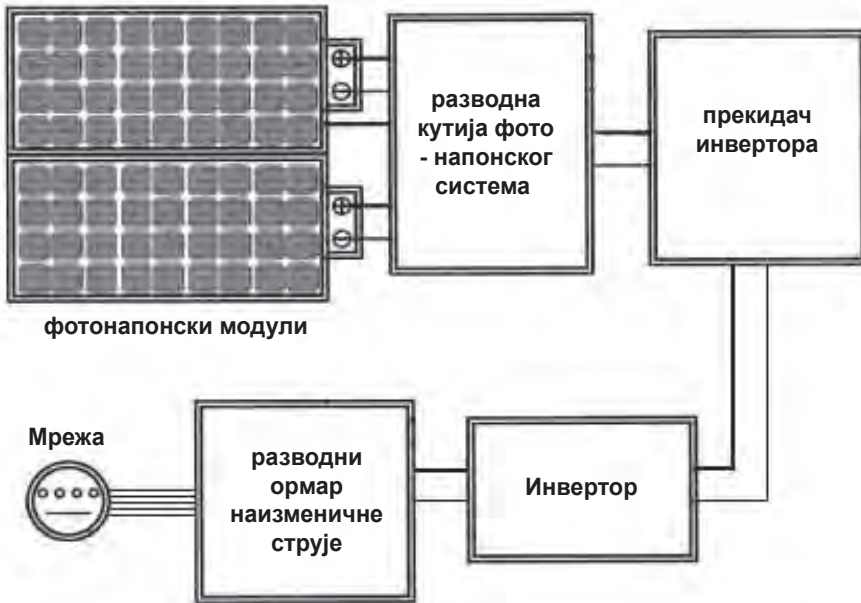 разводна
кутија фото
- напонског
система
прекидач
инвертора
фотонапонски модули
Мрежа
разводни
ормар
наизменичне
струје
Инвертор